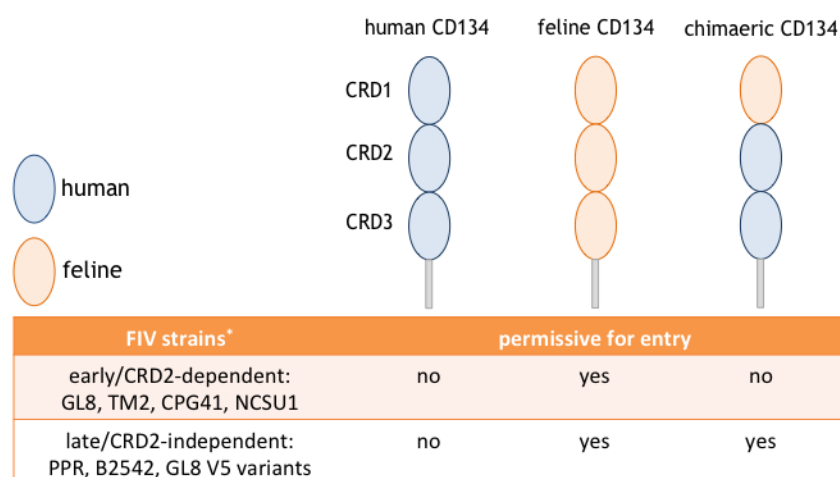 human CD134 feline CD134 chimaeric CD134
CRD1
CRD2
human
CRD3
feline
FIV strains* permissive for entry
early/CRD2-dependent: no yes no
GL8, TM2, CPG41, NCSU1
late/CRD2-independent: no yes yes
PPR, B2542, GL8 V5 variants